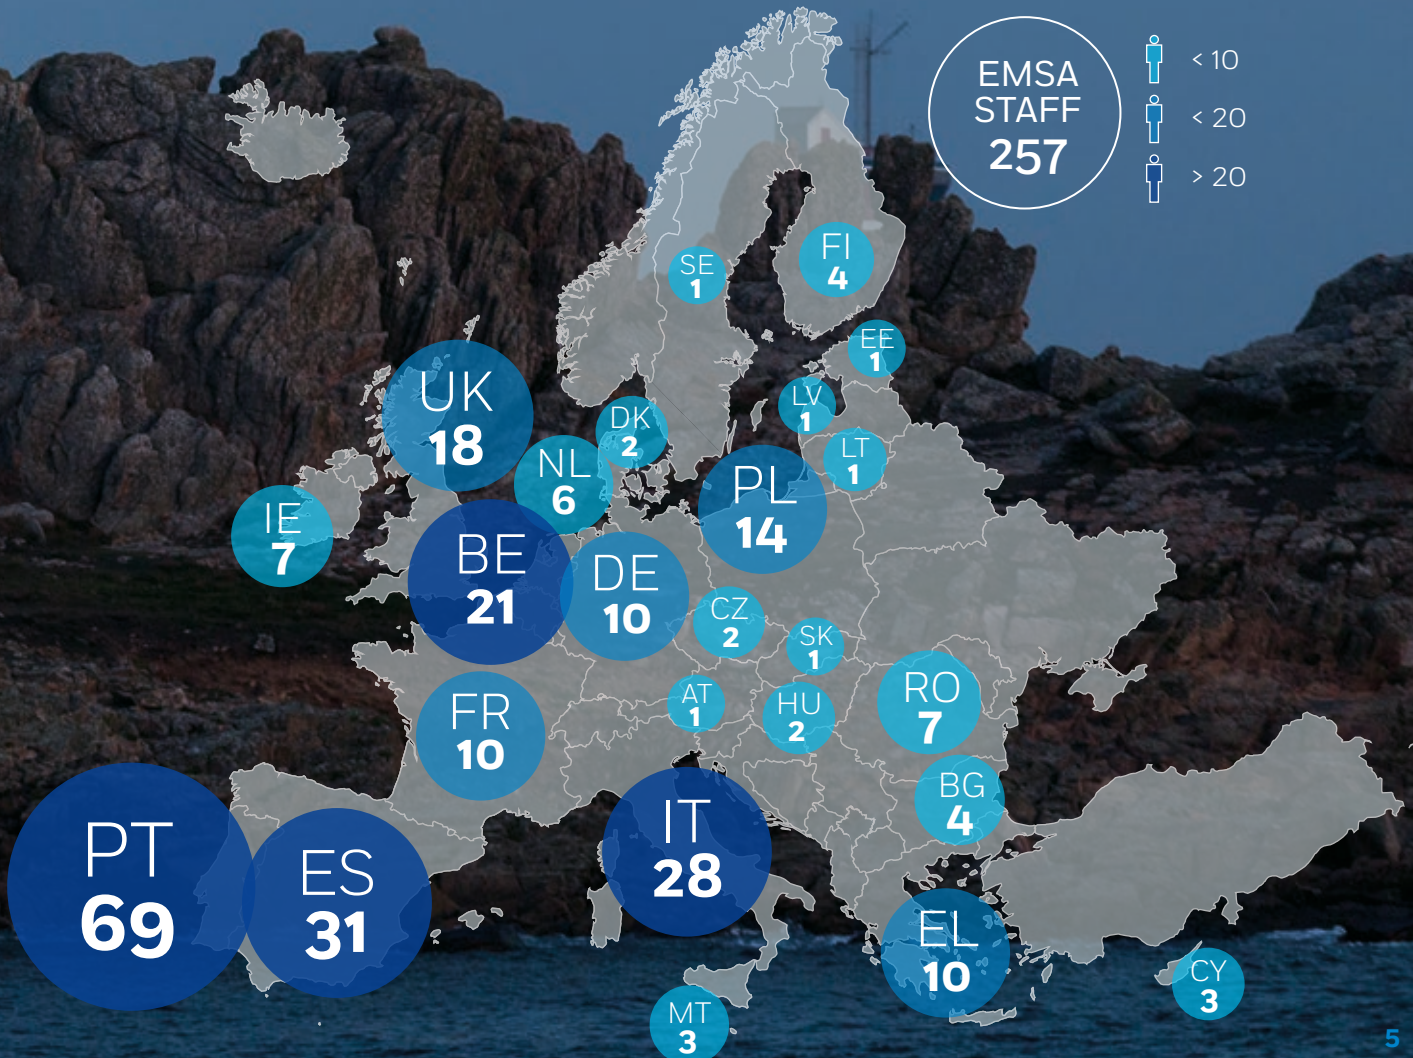 EMSA
STAFF
257
< 10
< 20
> 20
FI
4
SE
1
EE
1
UK
18
DK
2
LV
1
NL
6
LT
1
PL
14
IE
7
BE
21
DE
10
CZ
2
SK
1
AT
1
HU
2
RO
7
FR
10
BG
4
PT
69
ES
31
IT
28
EL
10
CY
3
MT
3
5